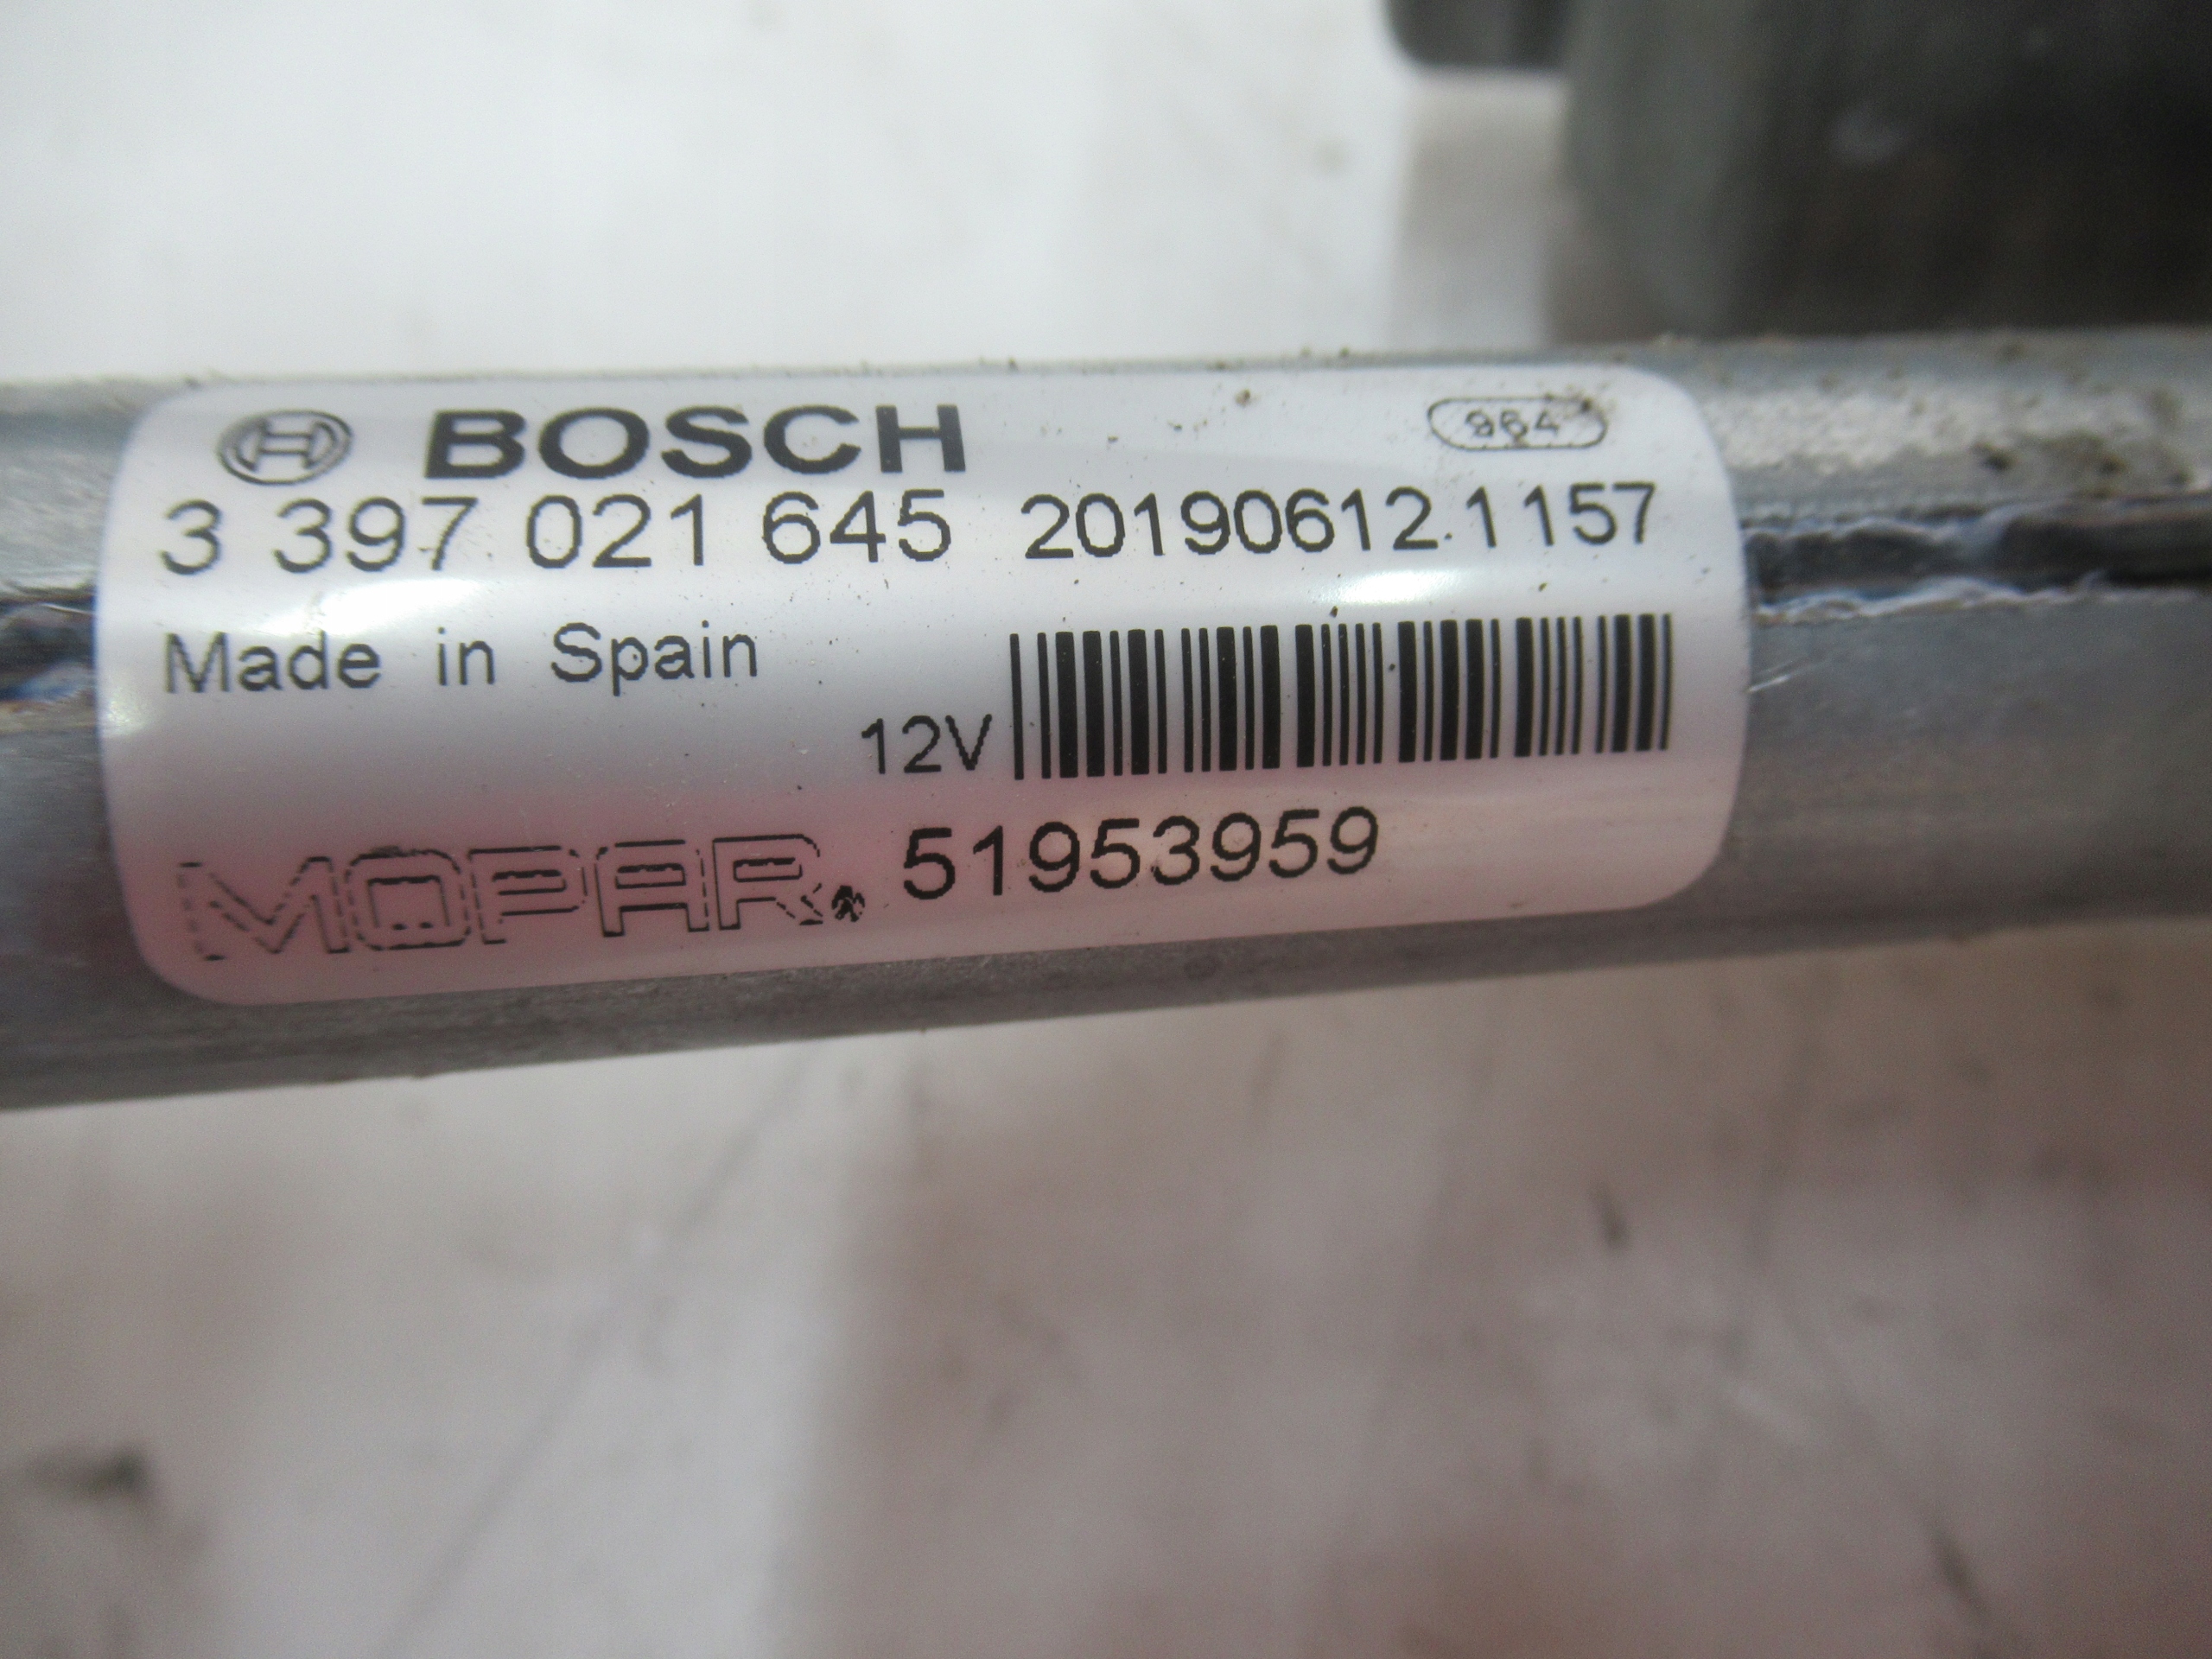 BOSCH 964
3 397 021 645 20190612.1157
Made in Spain
12V
MOPAR. 51953959